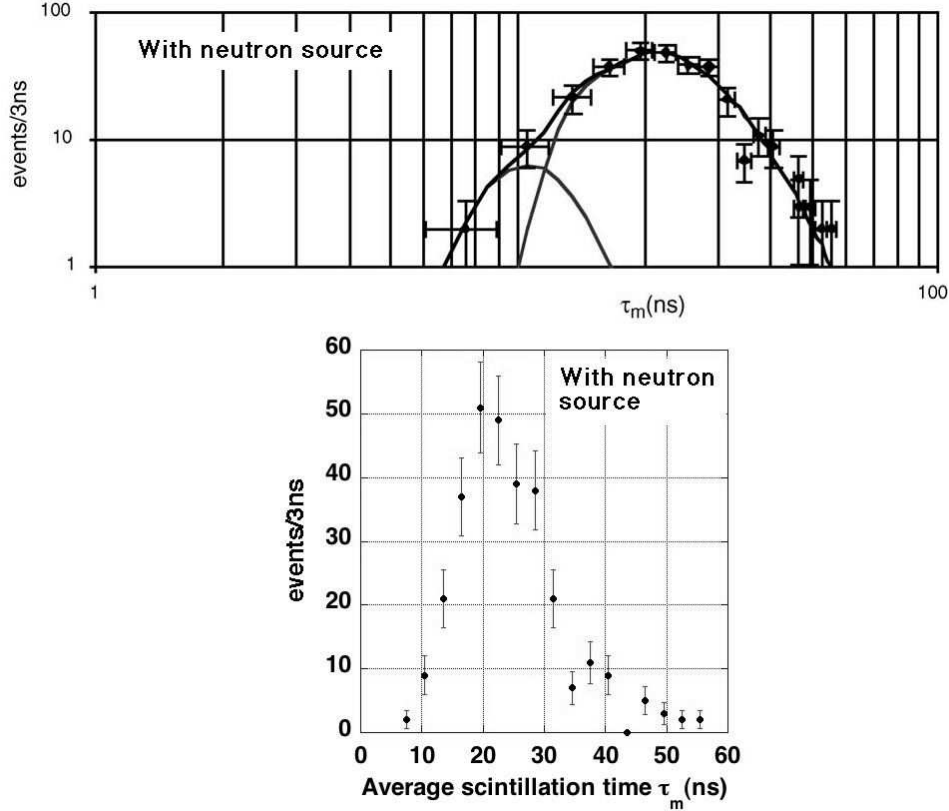 100
With neutron source
events/3ns
10
1
1
100
τm(ns)
60
With neutron
source
50
40
events/3ns
30
20
10
0
0 10 20 30 40 50 60
Average scintillation time τm(ns)